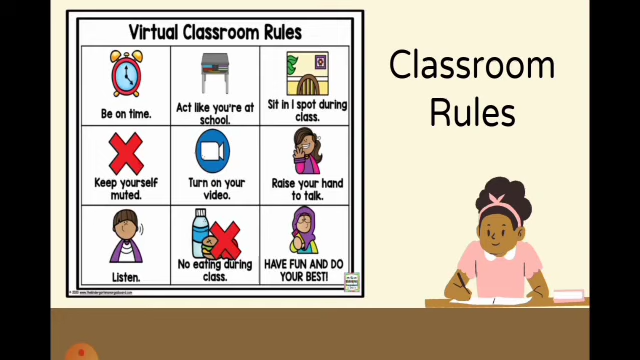 Virtual Classroom Rules
Be on time.
Act like you're at
school.
Sit in 1 spot during
class.
Keep yourself
muted.
Turn on your
video.
Raise your hand
to talk.
Listen.
No eating during
class.
HAVE FUN AND DO
YOUR BEST!
Classroom
Rules